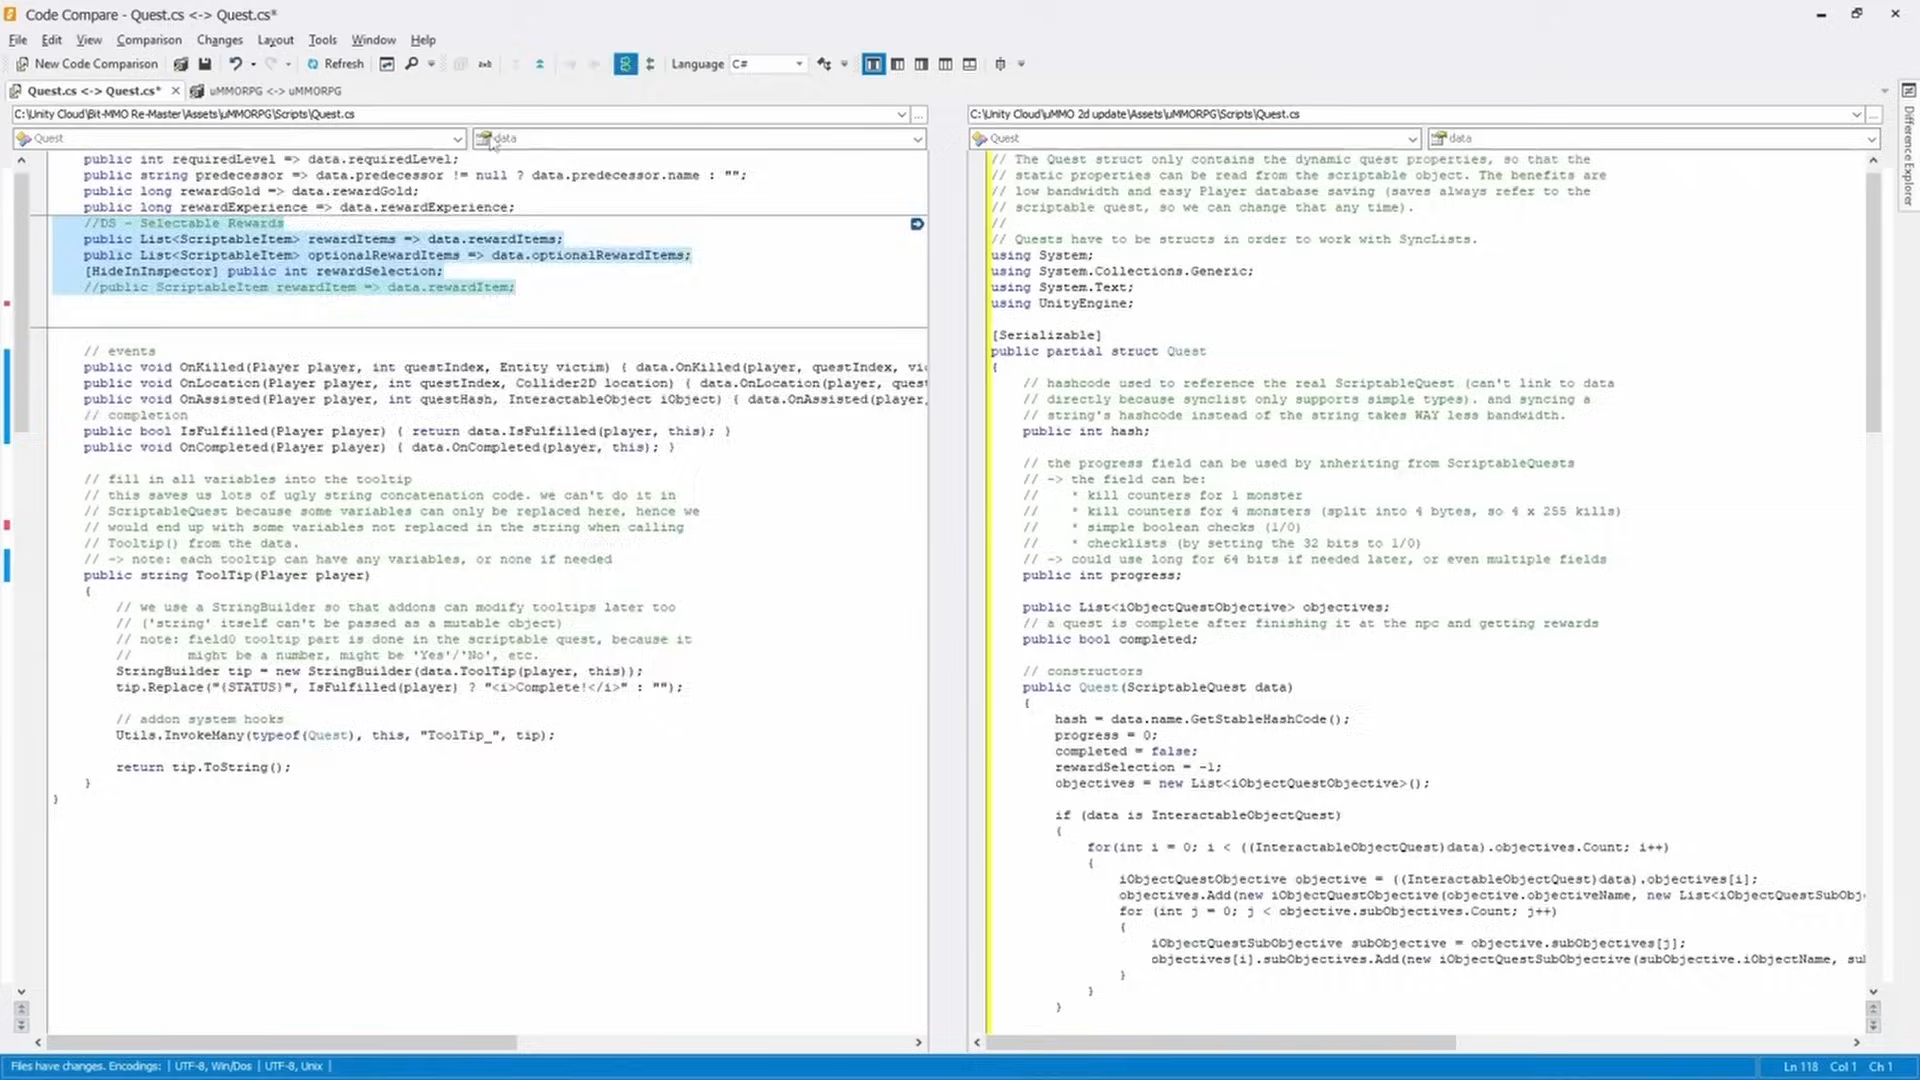 Code Compare - Quest.cs <-> Quest.cs*
File Edit View Comparison Changes Layout Tools Window Help
New Code Comparison Refresh Language C#
Quest.cs <-> Quest.cs* uMMORPG <-> uMMORPG
C:\Unity Cloud\Bit-MMO Re-Master\Assets\uMMORPG\Scripts\Quest.cs
Quest data
public int requiredLevel => data.requiredLevel;
public string predecessor => data.predecessor != null ? data.predecessor.name : "";
public long rewardGold => data.rewardGold;
public long rewardExperience => data.rewardExperience;
//DS - Selectable Rewards
public List<ScriptableItem> rewardItems => data.rewardItems;
public List<ScriptableItem> optionalRewardItems => data.optionalRewardItems;
[HideInInspector] public int rewardSelection;
//public ScriptableItem rewardItem => data.rewardItem;
// events
public void OnKilled(Player player, int questIndex, Entity victim) { data.OnKilled(player, questIndex, vi
public void OnLocation(Player player, int questIndex, Collider2D location) { data.OnLocation(player, ques
public void OnAssisted(Player player, int questHash, InteractableObject iObject) { data.OnAssisted(player,
// completion
public bool IsFulfilled(Player player) { return data.IsFulfilled(player, this); }
public void OnCompleted(Player player) { data.OnCompleted(player, this); }
// fill in all variables into the tooltip
// this saves us lots of ugly string concatenation code. we can't do it in
// ScriptableQuest because some variables can only be replaced here, hence we
// would end up with some variables not replaced in the string when calling
// Tooltip() from the data.
// -> note: each tooltip can have any variables, or none if needed
public string ToolTip(Player player)
{
// we use a StringBuilder so that addons can modify tooltips later too
// ('string' itself can't be passed as a mutable object)
// note: field0 tooltip part is done in the scriptable quest, because it
// might be a number, might be 'Yes'/'No', etc.
StringBuilder tip = new StringBuilder(data.ToolTip(player, this));
tip.Replace("{STATUS}", IsFulfilled(player) ? "<i>Complete!</i>" : "");
// addon system hooks
Utils.InvokeMany(typeof(Quest), this, "ToolTip_", tip);
return tip.ToString();
}
}
C:\Unity Cloud\uMMO 2d update\Assets\uMMORPG\Scripts\Quest.cs
Quest data
// The Quest struct only contains the dynamic quest properties, so that the
// static properties can be read from the scriptable object. The benefits are
// low bandwidth and easy Player database saving (saves always refer to the
// scriptable quest, so we can change that any time).
//
// Quests have to be structs in order to work with SyncLists.
using System;
using System.Collections.Generic;
using System.Text;
using UnityEngine;
[Serializable]
public partial struct Quest
{
// hashcode used to reference the real ScriptableQuest (can't link to data
// directly because synclist only supports simple types). and syncing a
// string's hashcode instead of the string takes WAY less bandwidth.
public int hash;
// the progress field can be used by inheriting from ScriptableQuests
// -> the field can be:
// * kill counters for 1 monster
// * kill counters for 4 monsters (split into 4 bytes, so 4 x 255 kills)
// * simple boolean checks (1/0)
// * checklists (by setting the 32 bits to 1/0)
// -> could use long for 64 bits if needed later, or even multiple fields
public int progress;
public List<iObjectQuestObjective> objectives;
// a quest is complete after finishing it at the npc and getting rewards
public bool completed;
// constructors
public Quest(ScriptableQuest data)
{
hash = data.name.GetStableHashCode();
progress = 0;
completed = false;
rewardSelection = -1;
objectives = new List<iObjectQuestObjective>();
if (data is InteractableObjectQuest)
{
for(int i = 0; i < ((InteractableObjectQuest)data).objectives.Count; i++)
{
iObjectQuestObjective objective = ((InteractableObjectQuest)data).objectives[i];
objectives.Add(new iObjectQuestObjective(objective.objectiveName, new List<iObjectQuestSubObj
for (int j = 0; j < objective.subObjectives.Count; j++)
{
iObjectQuestSubObjective subObjective = objective.subObjectives[j];
objectives[i].subObjectives.Add(new iObjectQuestSubObjective(subObjective.iObjectName, sul
}
}
}
Difference Explorer
Files have changes. Encodings: | UTF-8, Win/Dos | UTF-8, Unix |
Ln 118 Col 1 Ch 1